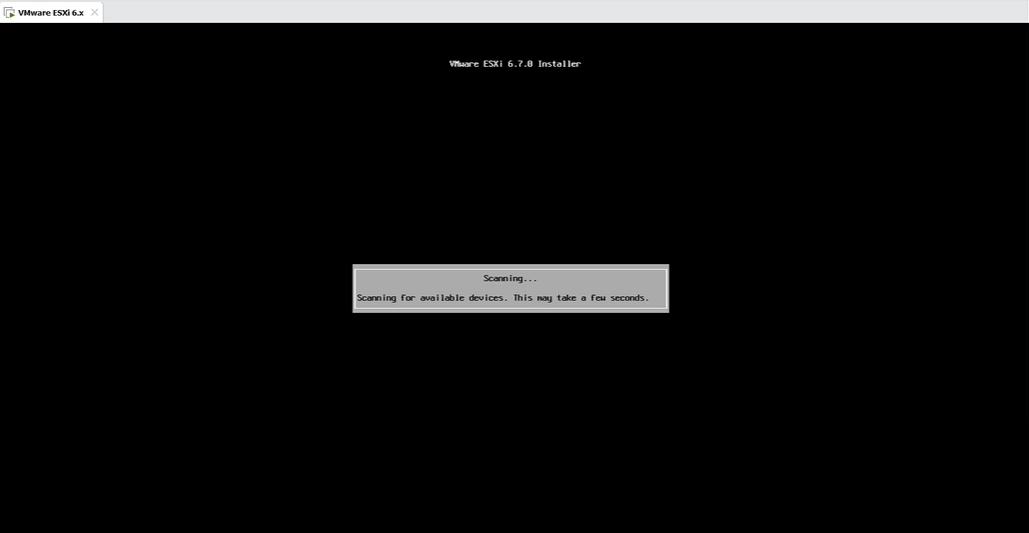 VMware ESXi 6.x
VMware ESXi 6.7.0 Installer
Scanning...
Scanning for available devices. This may take a few seconds.